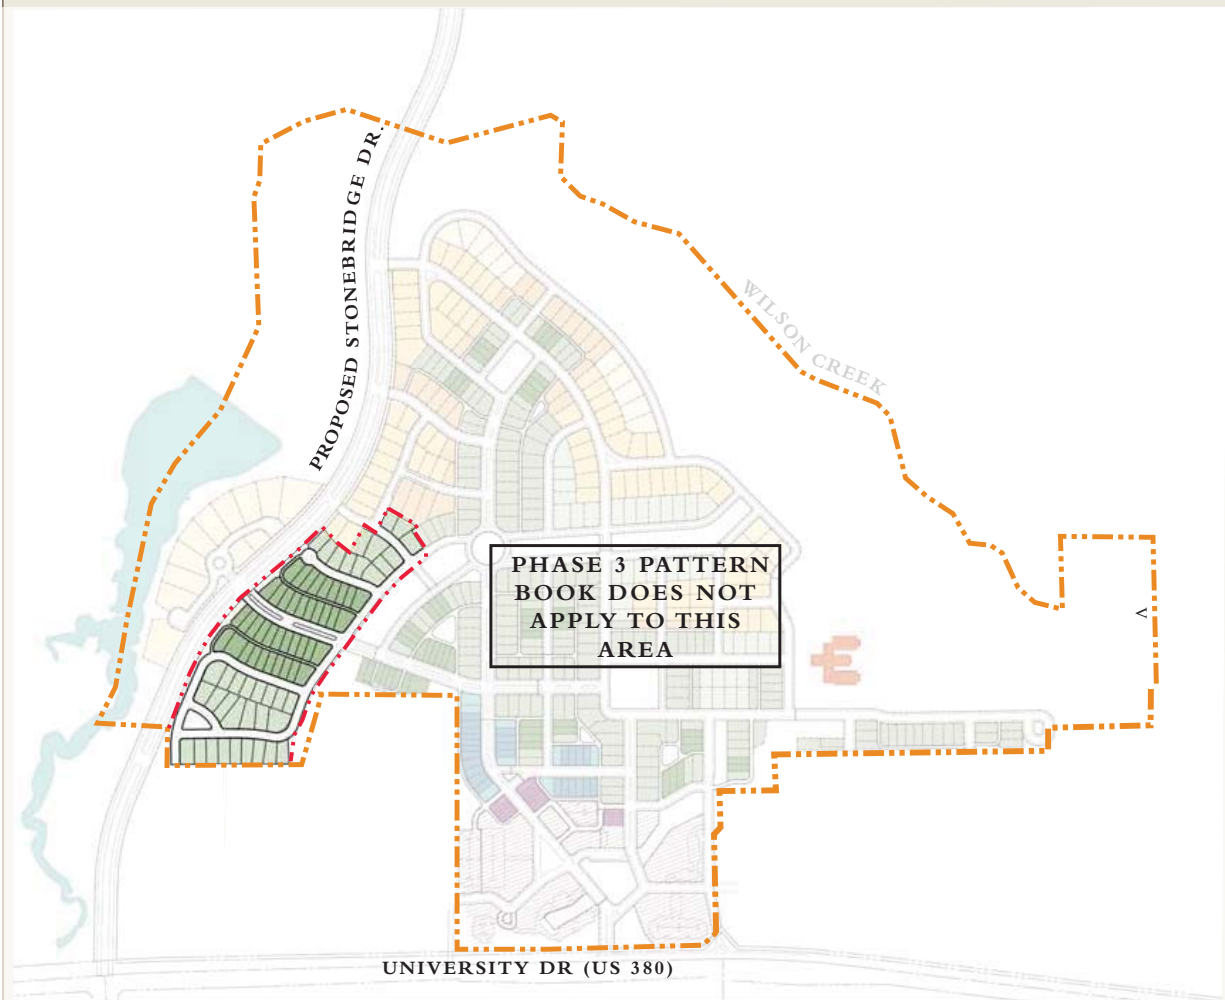 PROPOSED STONEBRIDGE DR.
WILSON CREEK
PHASE 3 PATTERN
BOOK DOES NOT
APPLY TO THIS
AREA
V
UNIVERSITY DR (US 380)